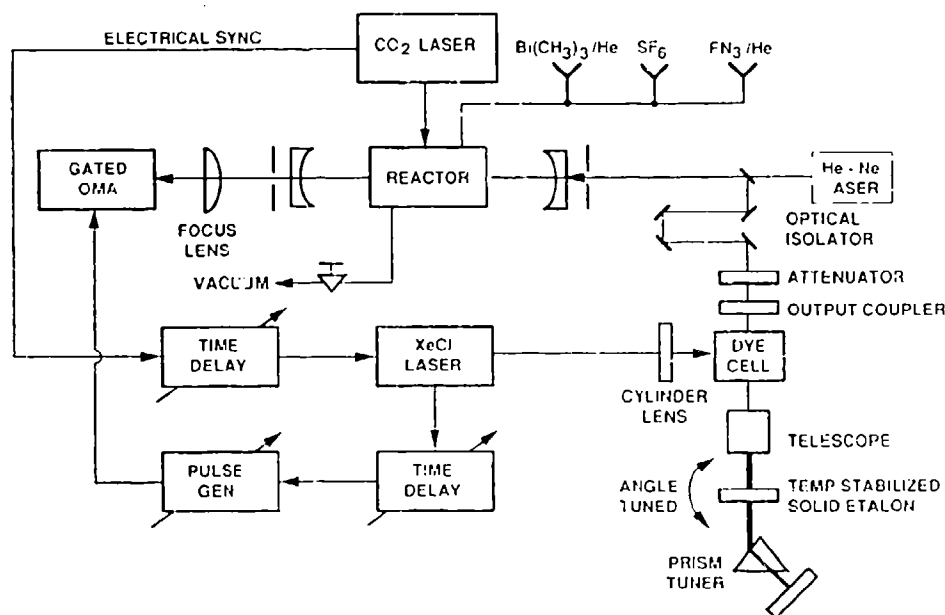 ELECTRICAL SYNC
CC2 LASER
Bi(CH3)3/He
SF6
FN3/He
GATED
OMA
REACTOR
He-Ne
ASER
FOCUS
LENS
OPTICAL
ISOLATOR
VACUUM
ATTENUATOR
OUTPUT COUPLER
TIME
DELAY
XeCl
LASER
DYE
CELL
CYLINDER
LENS
TELESCOPE
PULSE
GEN
TIME
DELAY
ANGLE
TUNED
TEMP STABILIZED
SOLID ETALON
PRISM
TUNER